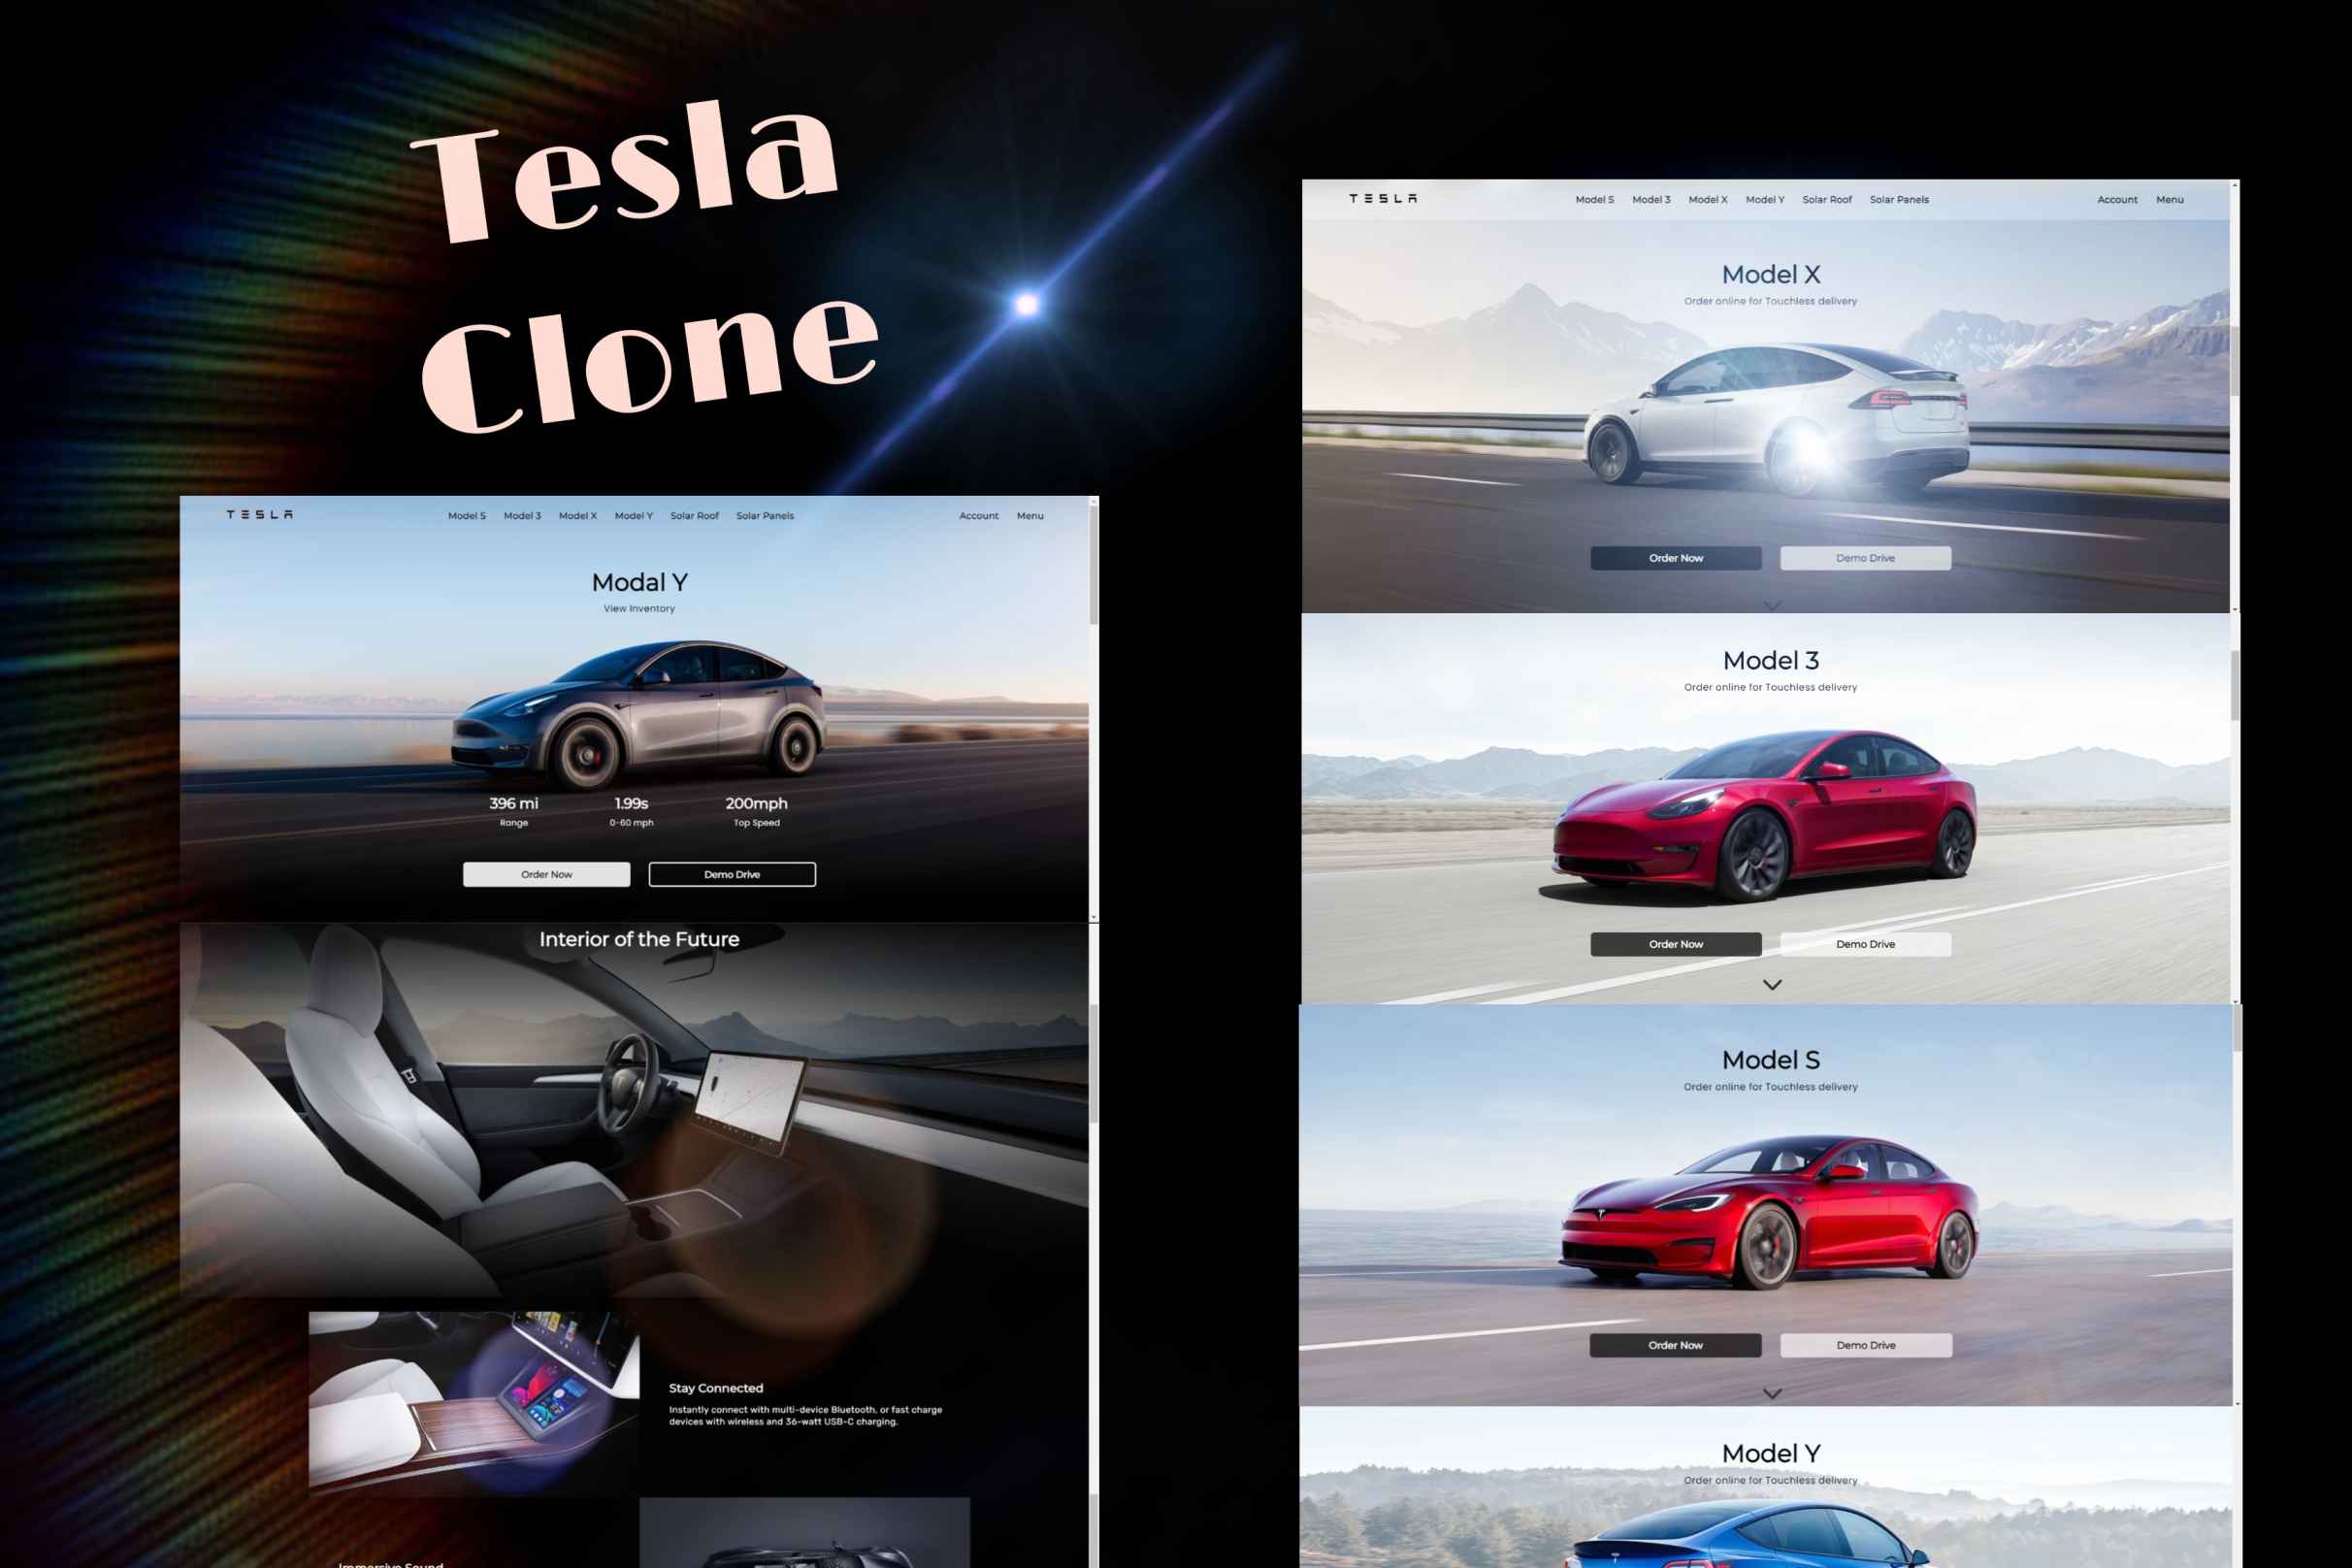 Tesla
Clone
TESLA
Model S Model 3 Model X Model Y Solar Roof Solar Panels
Account Menu
Modal Y
View Inventory
396 mi 1.99s 200mph
Range 0-60 mph Top Speed
Order Now Demo Drive
Interior of the Future
Stay Connected
Instantly connect with multi-device Bluetooth, or fast charge
devices with wireless and 36-watt USB-C charging.
Immersive Sound
TESLA
Model S Model 3 Model X Model Y Solar Roof Solar Panels
Account Menu
Model X
Order online for Touchless delivery
Order Now Demo Drive
Model 3
Order online for Touchless delivery
Order Now Demo Drive
Model S
Order online for Touchless delivery
Order Now Demo Drive
Model Y
Order online for Touchless delivery